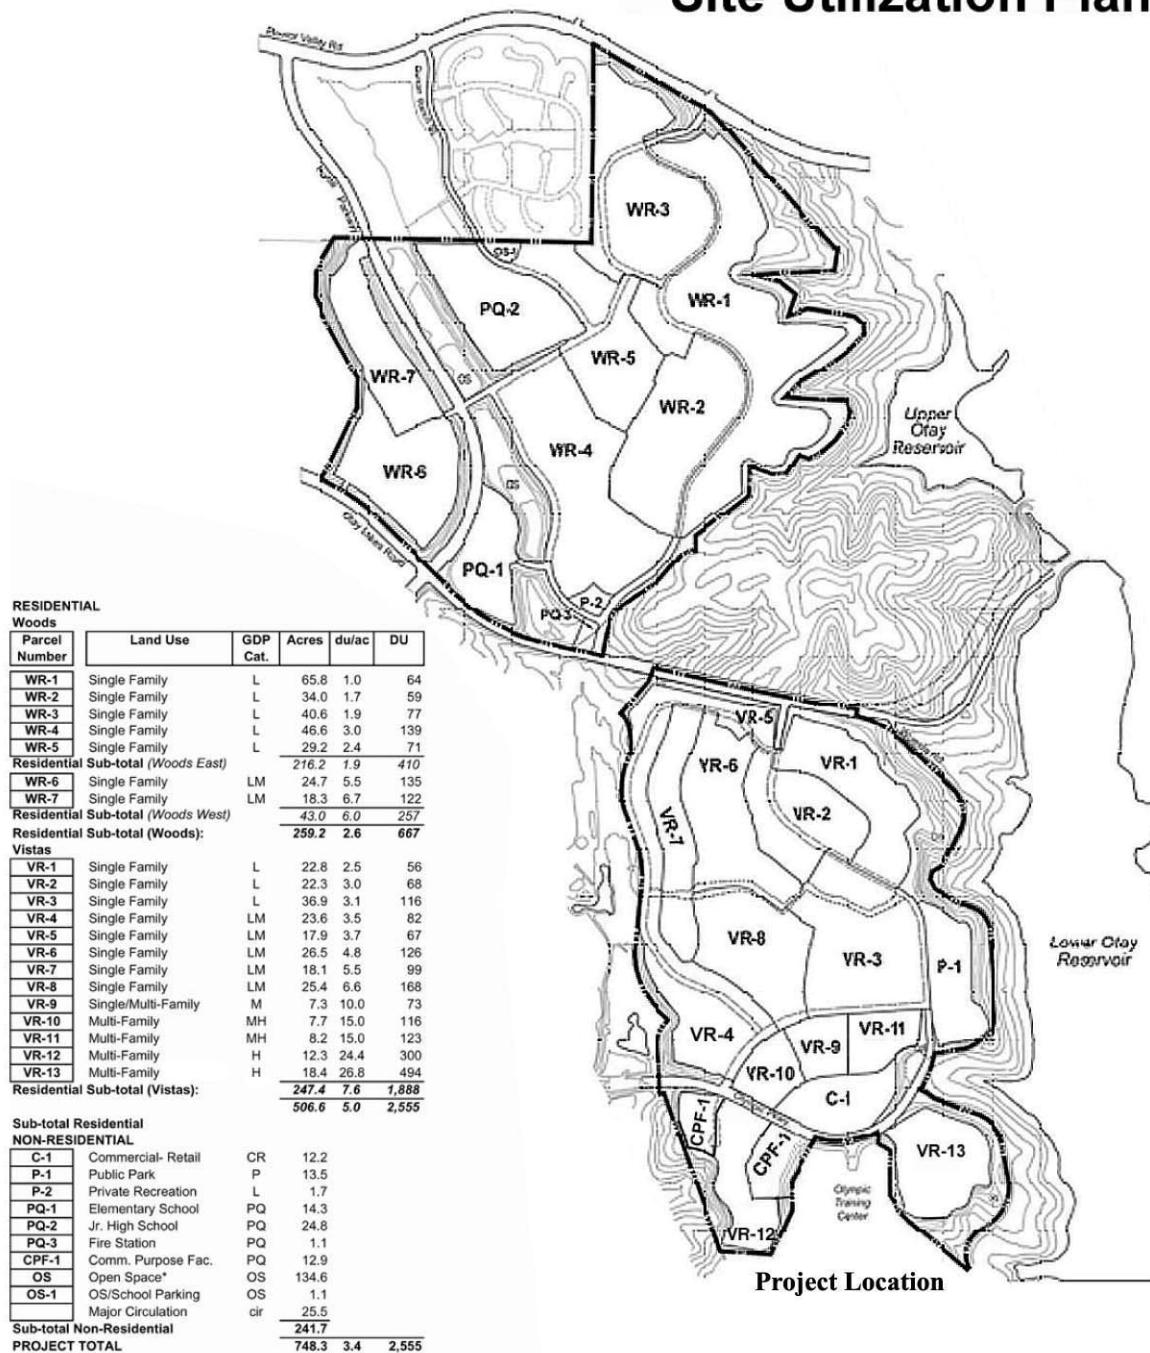 Site Utilization Plan
Proctor Valley Rd
Parkway
WR-3
OS-1
WR-1
PQ-2
WR-5
WR-7
OS
WR-2
Upper
Otay
Reservoir
WR-4
WR-6
OS
Otay Lakes Road
PQ-1
P-2
PQ-3
VR-5
VR-6
VR-1
VR-2
VR-7
VR-8
VR-3
P-1
Lower Otay
Reservoir
VR-4
VR-9
VR-11
VR-10
C-1
CPF-1
CPF-1
VR-13
Olympic
Training
Center
VR-12
Project Location
RESIDENTIAL
Woods
Parcel Number Land Use GDP Cat. Acres du/ac DU
WR-1 Single Family L 65.8 1.0 64
WR-2 Single Family L 34.0 1.7 59
WR-3 Single Family L 40.6 1.9 77
WR-4 Single Family L 46.6 3.0 139
WR-5 Single Family L 29.2 2.4 71
Residential Sub-total (Woods East) 216.2 1.9 410
WR-6 Single Family LM 24.7 5.5 135
WR-7 Single Family LM 18.3 6.7 122
Residential Sub-total (Woods West) 43.0 6.0 257
Residential Sub-total (Woods): 259.2 2.6 667
Vistas
VR-1 Single Family L 22.8 2.5 56
VR-2 Single Family L 22.3 3.0 68
VR-3 Single Family L 36.9 3.1 116
VR-4 Single Family LM 23.6 3.5 82
VR-5 Single Family LM 17.9 3.7 67
VR-6 Single Family LM 26.5 4.8 126
VR-7 Single Family LM 18.1 5.5 99
VR-8 Single Family LM 25.4 6.6 168
VR-9 Single/Multi-Family M 7.3 10.0 73
VR-10 Multi-Family MH 7.7 15.0 116
VR-11 Multi-Family MH 8.2 15.0 123
VR-12 Multi-Family H 12.3 24.4 300
VR-13 Multi-Family H 18.4 26.8 494
Residential Sub-total (Vistas): 247.4 7.6 1,888
506.6 5.0 2,555
Sub-total Residential
NON-RESIDENTIAL
C-1 Commercial- Retail CR 12.2
P-1 Public Park P 13.5
P-2 Private Recreation L 1.7
PQ-1 Elementary School PQ 14.3
PQ-2 Jr. High School PQ 24.8
PQ-3 Fire Station PQ 1.1
CPF-1 Comm. Purpose Fac. PQ 12.9
OS Open Space* OS 134.6
OS-1 OS/School Parking OS 1.1
Major Circulation cir 25.5
Sub-total Non-Residential 241.7
PROJECT TOTAL 748.3 3.4 2,555